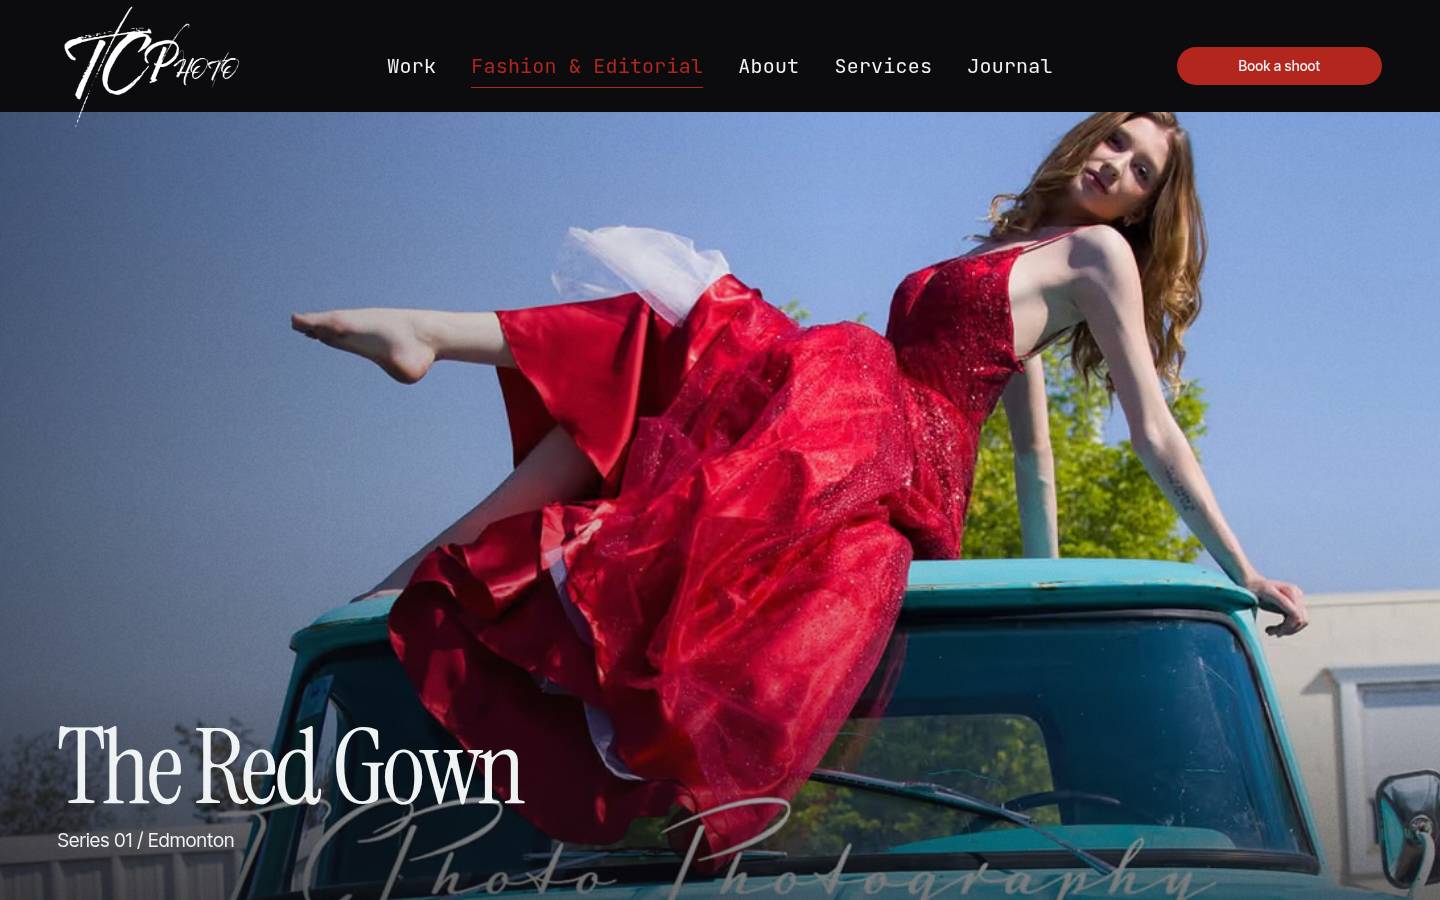 TCPHOTO
Work
Fashion & Editorial
About
Services
Journal
Book a shoot
The Red Gown
Series 01 / Edmonton
TCPhoto Photography